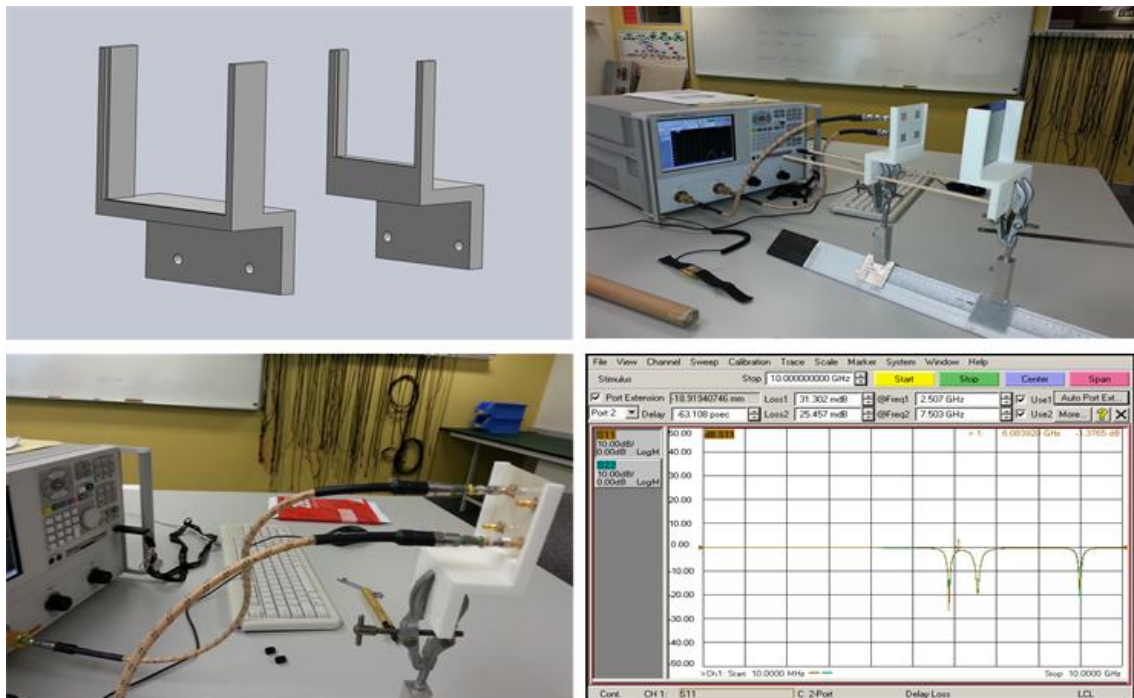 File View Channel Sweep Calibration Trace Scale Marker System Window Help
Stimulus Stop 10.000000000 GHz Start Stop Center Span
Port Extension -18.91940746 mm Loss1 31.302 mdB @Freq1 2.507 GHz Use1 Auto Port Ext...
Port 2 Delay -63.108 psec Loss2 25.457 mdB @Freq2 7.503 GHz Use2 More...
S11
10.00dB/
0.00dB LogM
S22
10.00dB/
0.00dB LogM
50.00 dB S11 > 1: 6.083920 GHz -1.3765 dB
40.00
30.00
20.00
10.00
0.00
-10.00
-20.00
-30.00
-40.00
-50.00
>Ch1: Start 10.0000 MHz Stop 10.0000 GHz
Cont. CH 1: S11 C 2-Port Delay Loss LCL